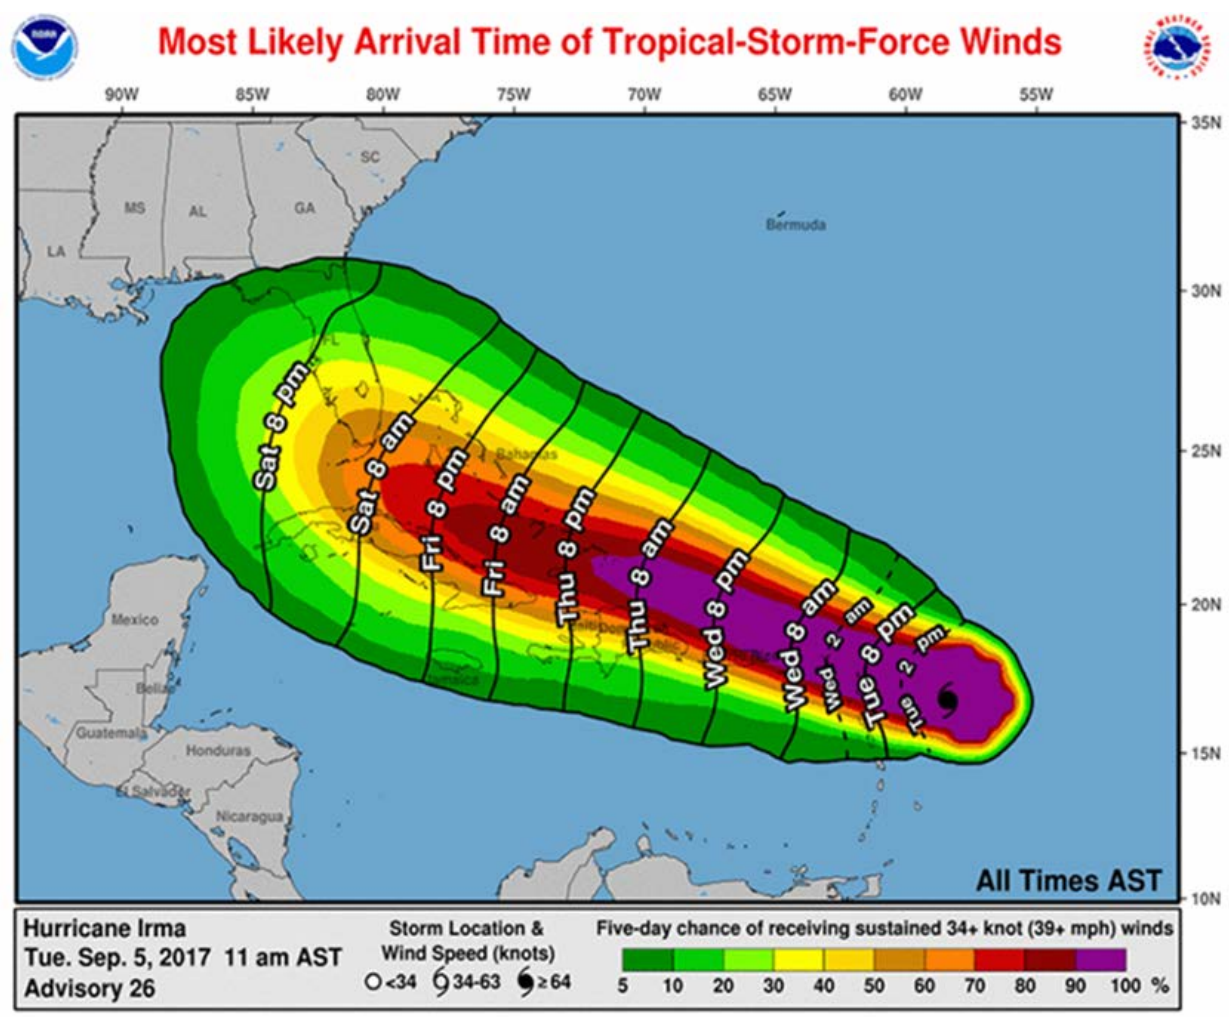 NOAA
Most Likely Arrival Time of Tropical-Storm-Force Winds
90W 85W 80W 75W 70W 65W 60W 55W
35N
SC
MS AL GA
Bermuda
LA
30N
FL
Sat 8 pm
Sat 8 am
Fri 8 pm
Fri 8 am
Thu 8 pm
Thu 8 am
Wed 8 pm
Wed 8 am
Wed 2 am
Tue 8 pm
Tue 2 pm
Bahamas
25N
20N
Mexico
Jamaica
Belize
Guatemala
Honduras
15N
El Salvador
Nicaragua
All Times AST
10N
Hurricane Irma
Tue. Sep. 5, 2017 11 am AST
Advisory 26
Storm Location &
Wind Speed (knots)
<34 34-63 ≥64
Five-day chance of receiving sustained 34+ knot (39+ mph) winds
5 10 20 30 40 50 60 70 80 90 100 %